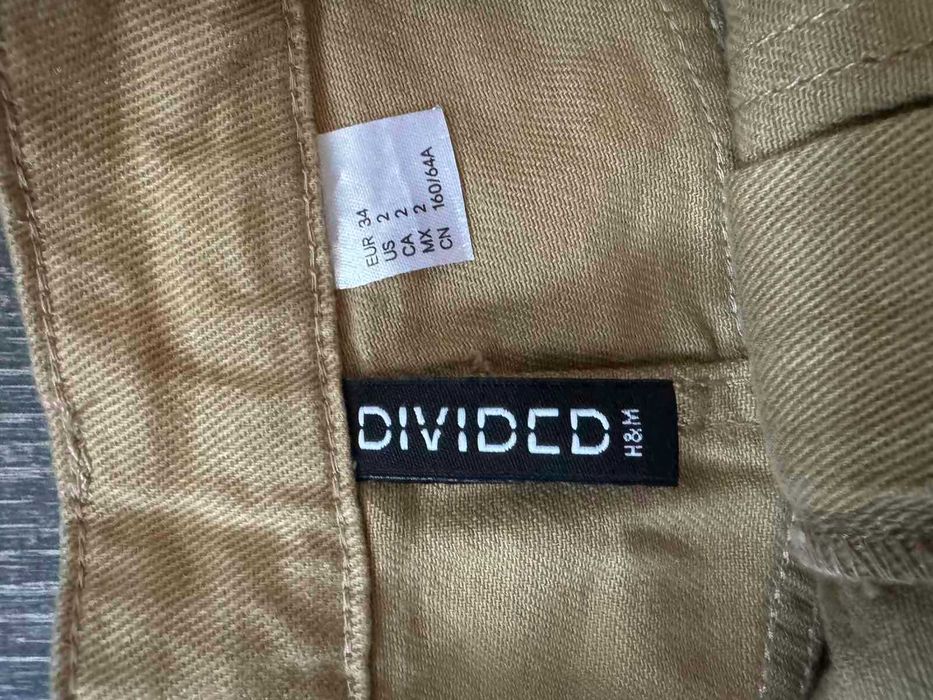 EUR 34
US 2
CA 2
MX 2
CN 160/64A
DIVIDED
H&M